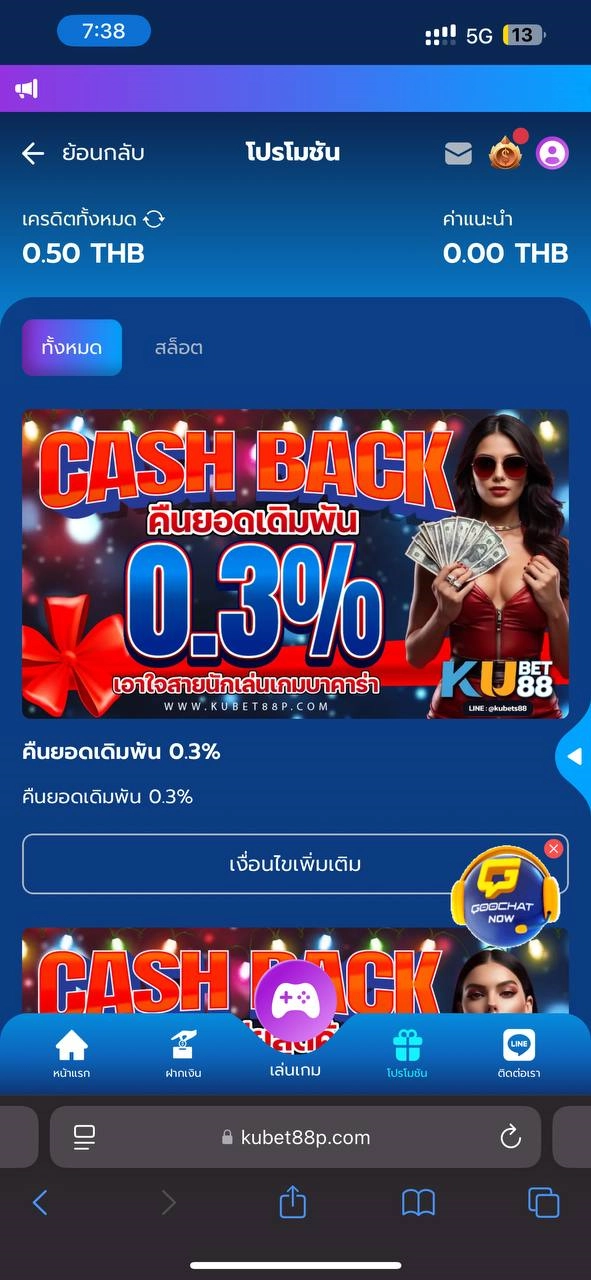 7:38
5G 13
ย้อนกลับ
โปรโมชัน
เครดิตทั้งหมด
ค่าแนะนำ
0.50 THB
0.00 THB
ทั้งหมด
สล็อต
CASH BACK
คืนยอดเดิมพัน
0.3%
เอาใจสายนักเล่นเกมบาคาร่า
WWW.KUBET88P.COM
KUBET88
LINE : @kubets88
คืนยอดเดิมพัน 0.3%
คืนยอดเดิมพัน 0.3%
เงื่อนไขเพิ่มเติม
GOOCHAT
NOW
CASH BACK
หน้าแรก
ฝากเงิน
เล่นเกม
โปรโมชัน
LINE
ติดต่อเรา
kubet88p.com